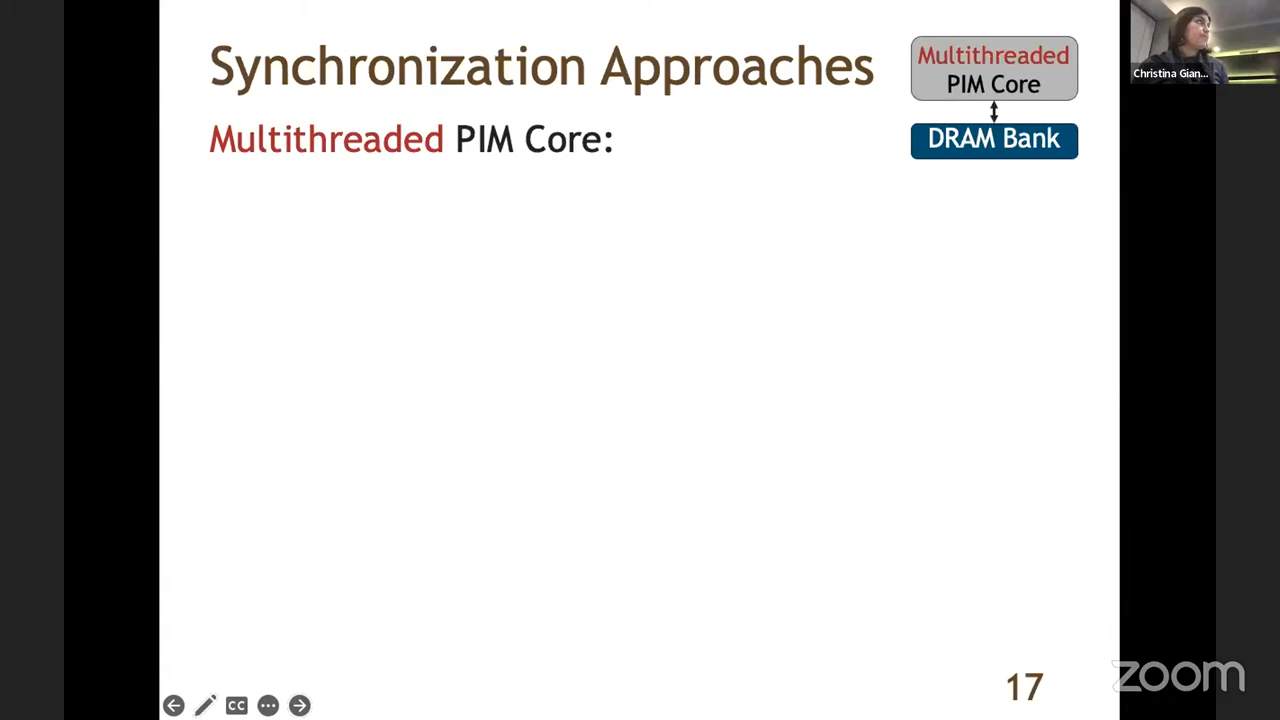 Synchronization Approaches
Multithreaded
PIM Core
DRAM Bank
Multithreaded PIM Core:
Christina Gian...
CC
17
zoom